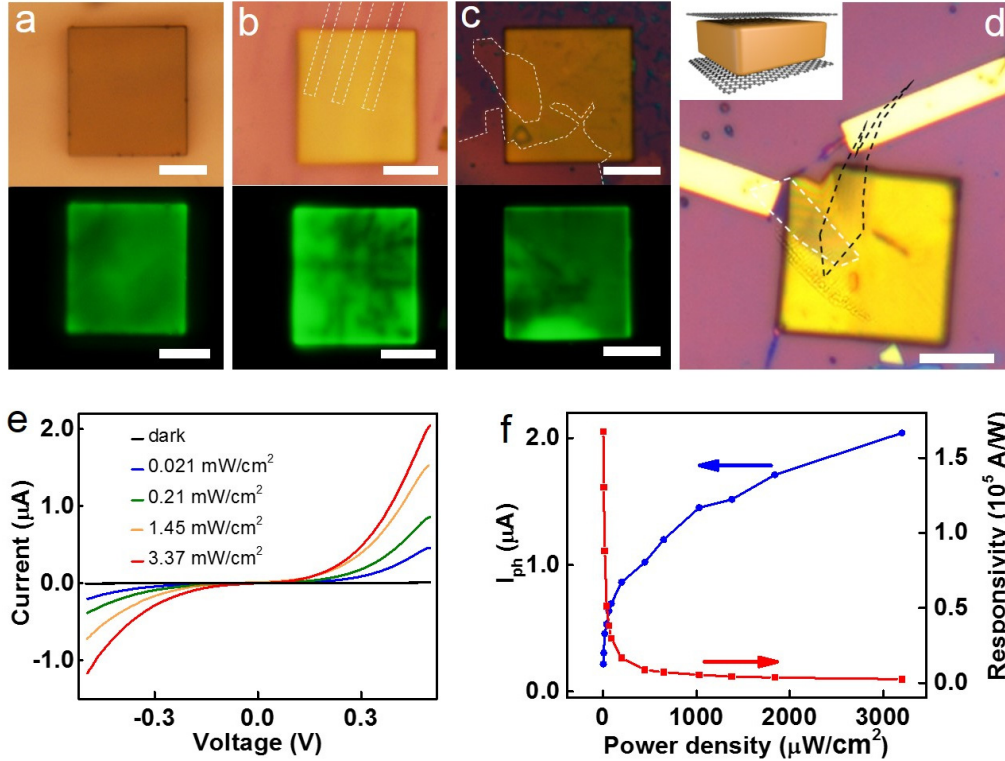 a
b
c
d
e
2.0
1.0
0.0
-1.0
Current (μA)
dark
0.021 mW/cm²
0.21 mW/cm²
1.45 mW/cm²
3.37 mW/cm²
-0.3
0.3
Voltage (V)
f
2.0
1.0
0.0
I_ph (μA)
1.5
1.0
0.5
0.0
Responsivity (10⁵ A/W)
0
1000
2000
3000
Power density (μW/cm²)